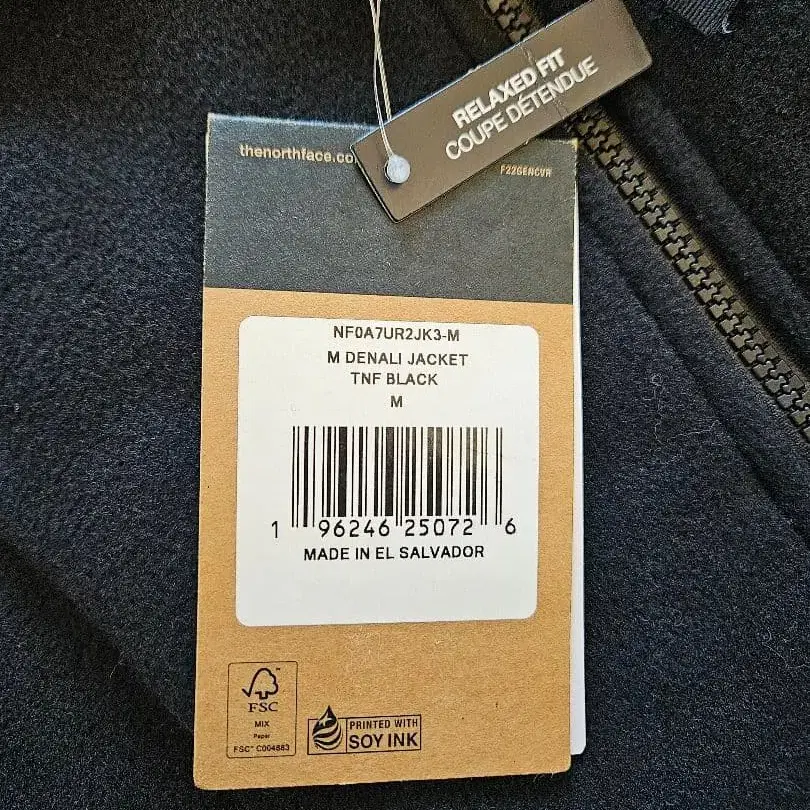 RELAXED FIT
COUPE DÉTENDUE
thenorthface.co
F22GENCVR
NF0A7UR2JK3-M
M DENALI JACKET
TNF BLACK
M
1 96246 25072 6
MADE IN EL SALVADOR
FSC
MIX
Paper
FSC® C004883
PRINTED WITH
SOY INK